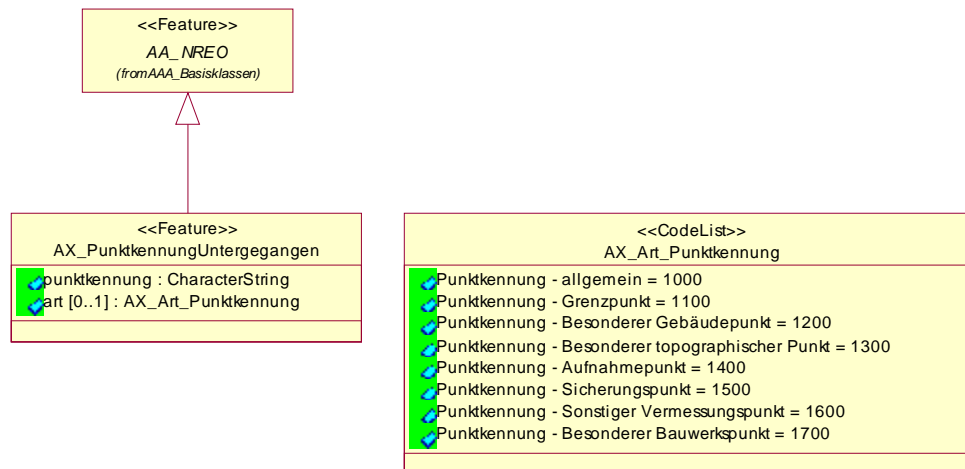 <<Feature>>
AA_NREO
(fromAAA_Basisklassen)
<<Feature>>
AX_PunktkennungUntergegangen
punktkennung : CharacterString
art [0..1] : AX_Art_Punktkennung
<<CodeList>>
AX_Art_Punktkennung
Punktkennung - allgemein = 1000
Punktkennung - Grenzpunkt = 1100
Punktkennung - Besonderer Gebäudepunkt = 1200
Punktkennung - Besonderer topographischer Punkt = 1300
Punktkennung - Aufnahmepunkt = 1400
Punktkennung - Sicherungspunkt = 1500
Punktkennung - Sonstiger Vermessungspunkt = 1600
Punktkennung - Besonderer Bauwerkspunkt = 1700